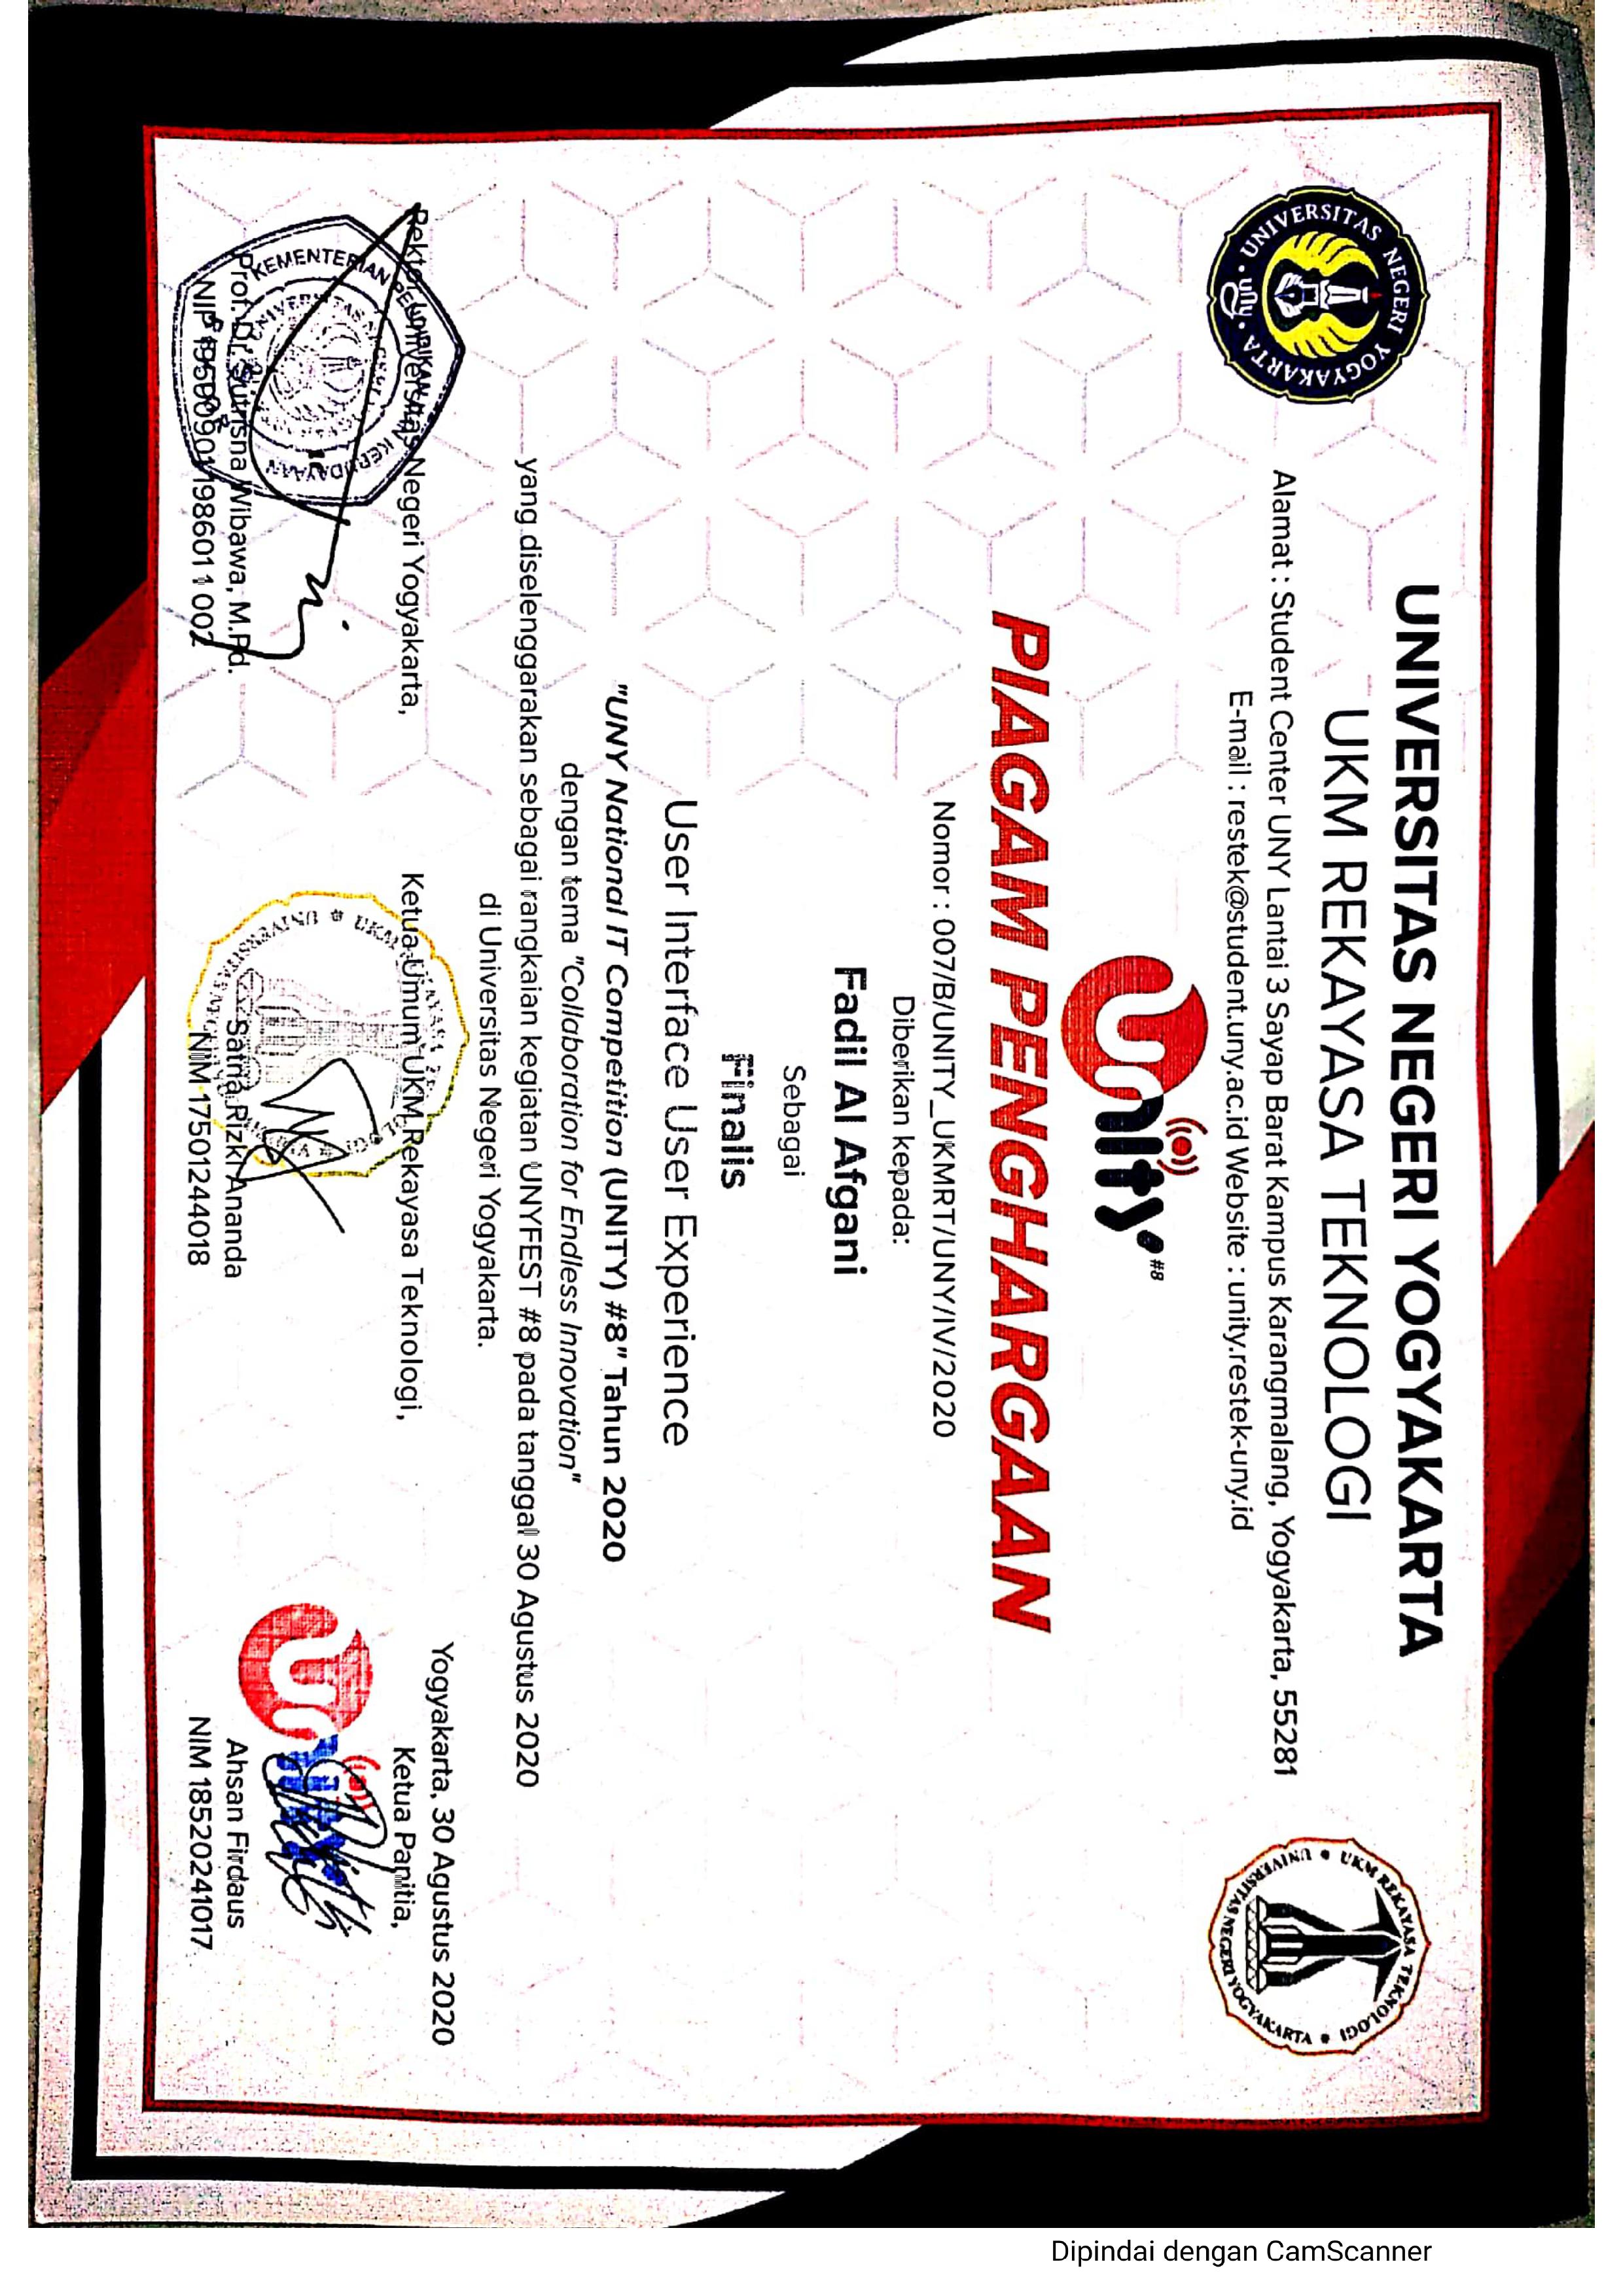 UNIVERSITAS NEGERI YOGYAKARTA
UKM REKAYASA TEKNOLOGI
Alamat : Student Center UNY Lantai 3 Sayap Barat Kampus Karangmalang, Yogyakarta, 55281
E-mail : restek@student.uny.ac.id Website : unity.restek-uny.id
UNIVERSITAS NEGERI YOGYAKARTA
uny
UKM REKAYASA TEKNOLOGI
UNIVERSITAS NEGERI YOGYAKARTA
Unity #8
PIAGAM PENGHARGAAN
Nomor : 007/B/UNITY_UKMRT/UNY/IV/2020
Diberikan kepada:
Fadil Al Afgani
Sebagai
Finalis
User Interface User Experience
"UNY National IT Competition (UNITY) #8" Tahun 2020
dengan tema "Collaboration for Endless Innovation"
yang diselenggarakan sebagai rangkaian kegiatan UNYFEST #8 pada tanggal 30 Agustus 2020
di Universitas Negeri Yogyakarta.
Yogyakarta, 30 Agustus 2020
Rektor Universitas Negeri Yogyakarta,
Ketua Umum UKM Rekayasa Teknologi,
Ketua Panitia,
KEMENTERIAN PENDIDIKAN DAN KEBUDAYAAN
REKTOR
Unity
Prof. Dr. Sutrisna Wibawa, M.Pd.
NIP 19590901 198601 1 002
Satria Rizki Ananda
NIM 17501244018
Ahsan Firdaus
NIM 18520241017
Dipindai dengan CamScanner